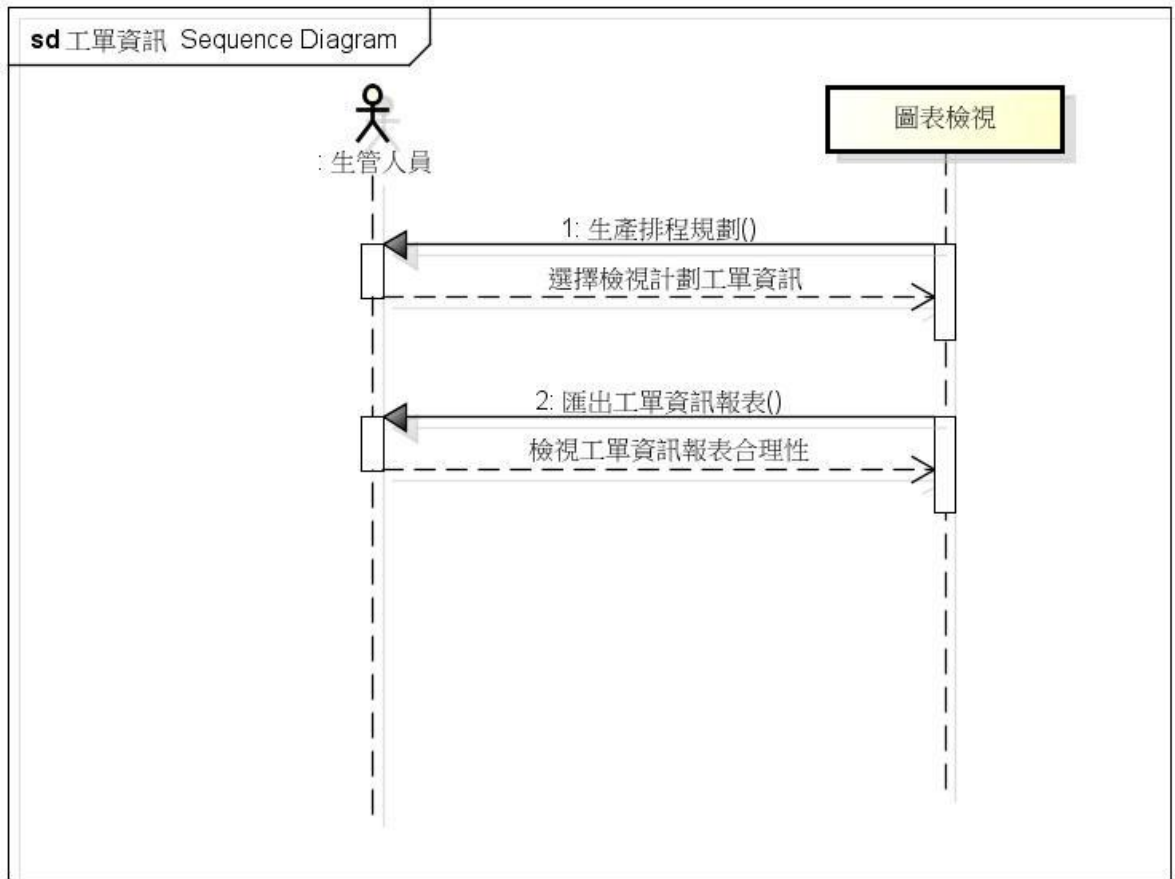 sd 工單資訊 Sequence Diagram
: 生管人員
圖表檢視
1: 生產排程規劃()
選擇檢視計劃工單資訊
2: 匯出工單資訊報表()
檢視工單資訊報表合理性